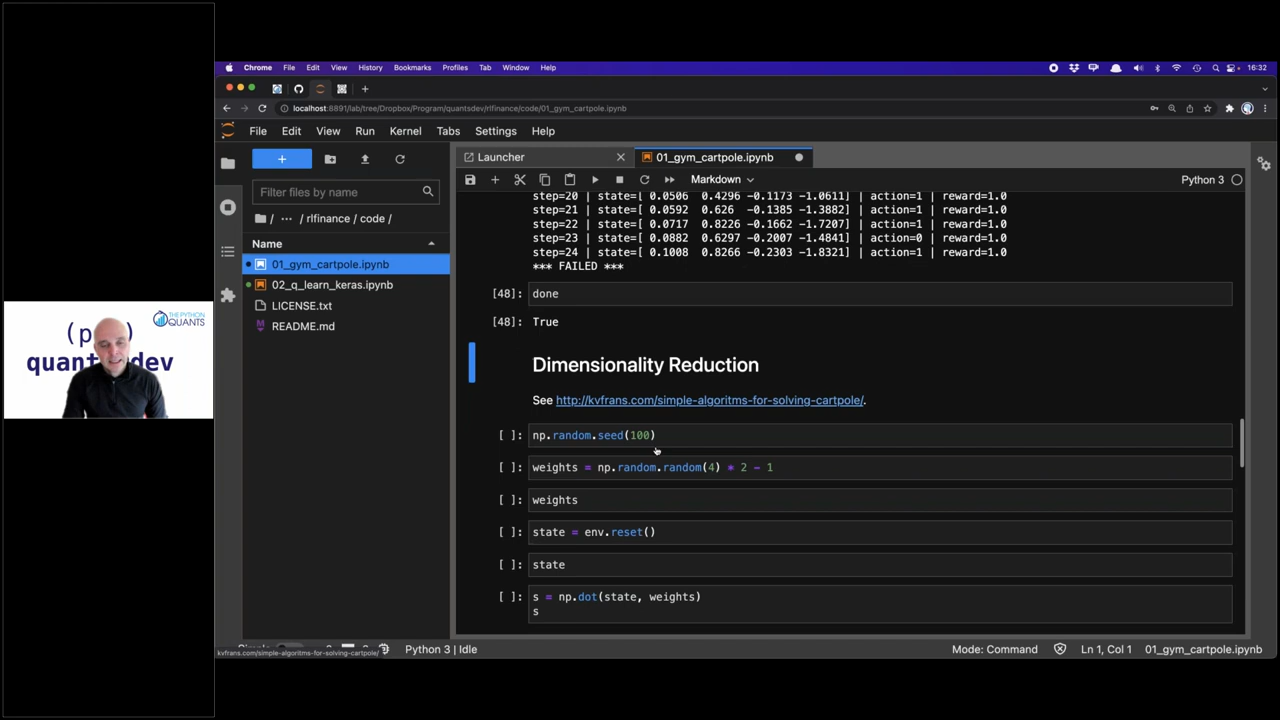 Chrome File Edit View History Bookmarks Profiles Tab Window Help 16:32
localhost:8891/lab/tree/Dropbox/Program/quantsdev/rlfinance/code/01_gym_cartpole.ipynb
File Edit View Run Kernel Tabs Settings Help
Launcher
01_gym_cartpole.ipynb
Markdown
Python 3
Filter files by name
/ ··· / rlfinance / code /
Name
01_gym_cartpole.ipynb
02_q_learn_keras.ipynb
LICENSE.txt
README.md
step=20 | state=[ 0.0506 0.4296 -0.1173 -1.0611] | action=1 | reward=1.0
step=21 | state=[ 0.0592 0.626 -0.1385 -1.3882] | action=1 | reward=1.0
step=22 | state=[ 0.0717 0.8226 -0.1662 -1.7207] | action=1 | reward=1.0
step=23 | state=[ 0.0882 0.6297 -0.2007 -1.4841] | action=0 | reward=1.0
step=24 | state=[ 0.1008 0.8266 -0.2303 -1.8321] | action=1 | reward=1.0
*** FAILED ***
[48]: done
[48]: True
Dimensionality Reduction
See http://kvfrans.com/simple-algoritms-for-solving-cartpole/.
[ ]: np.random.seed(100)
[ ]: weights = np.random.random(4) * 2 - 1
[ ]: weights
[ ]: state = env.reset()
[ ]: state
[ ]: s = np.dot(state, weights)
s
THE PYTHON
QUANTS
quant dev
kvfrans.com/simple-algoritms-for-solving-cartpole/
Python 3 | Idle
Mode: Command
Ln 1, Col 1
01_gym_cartpole.ipynb